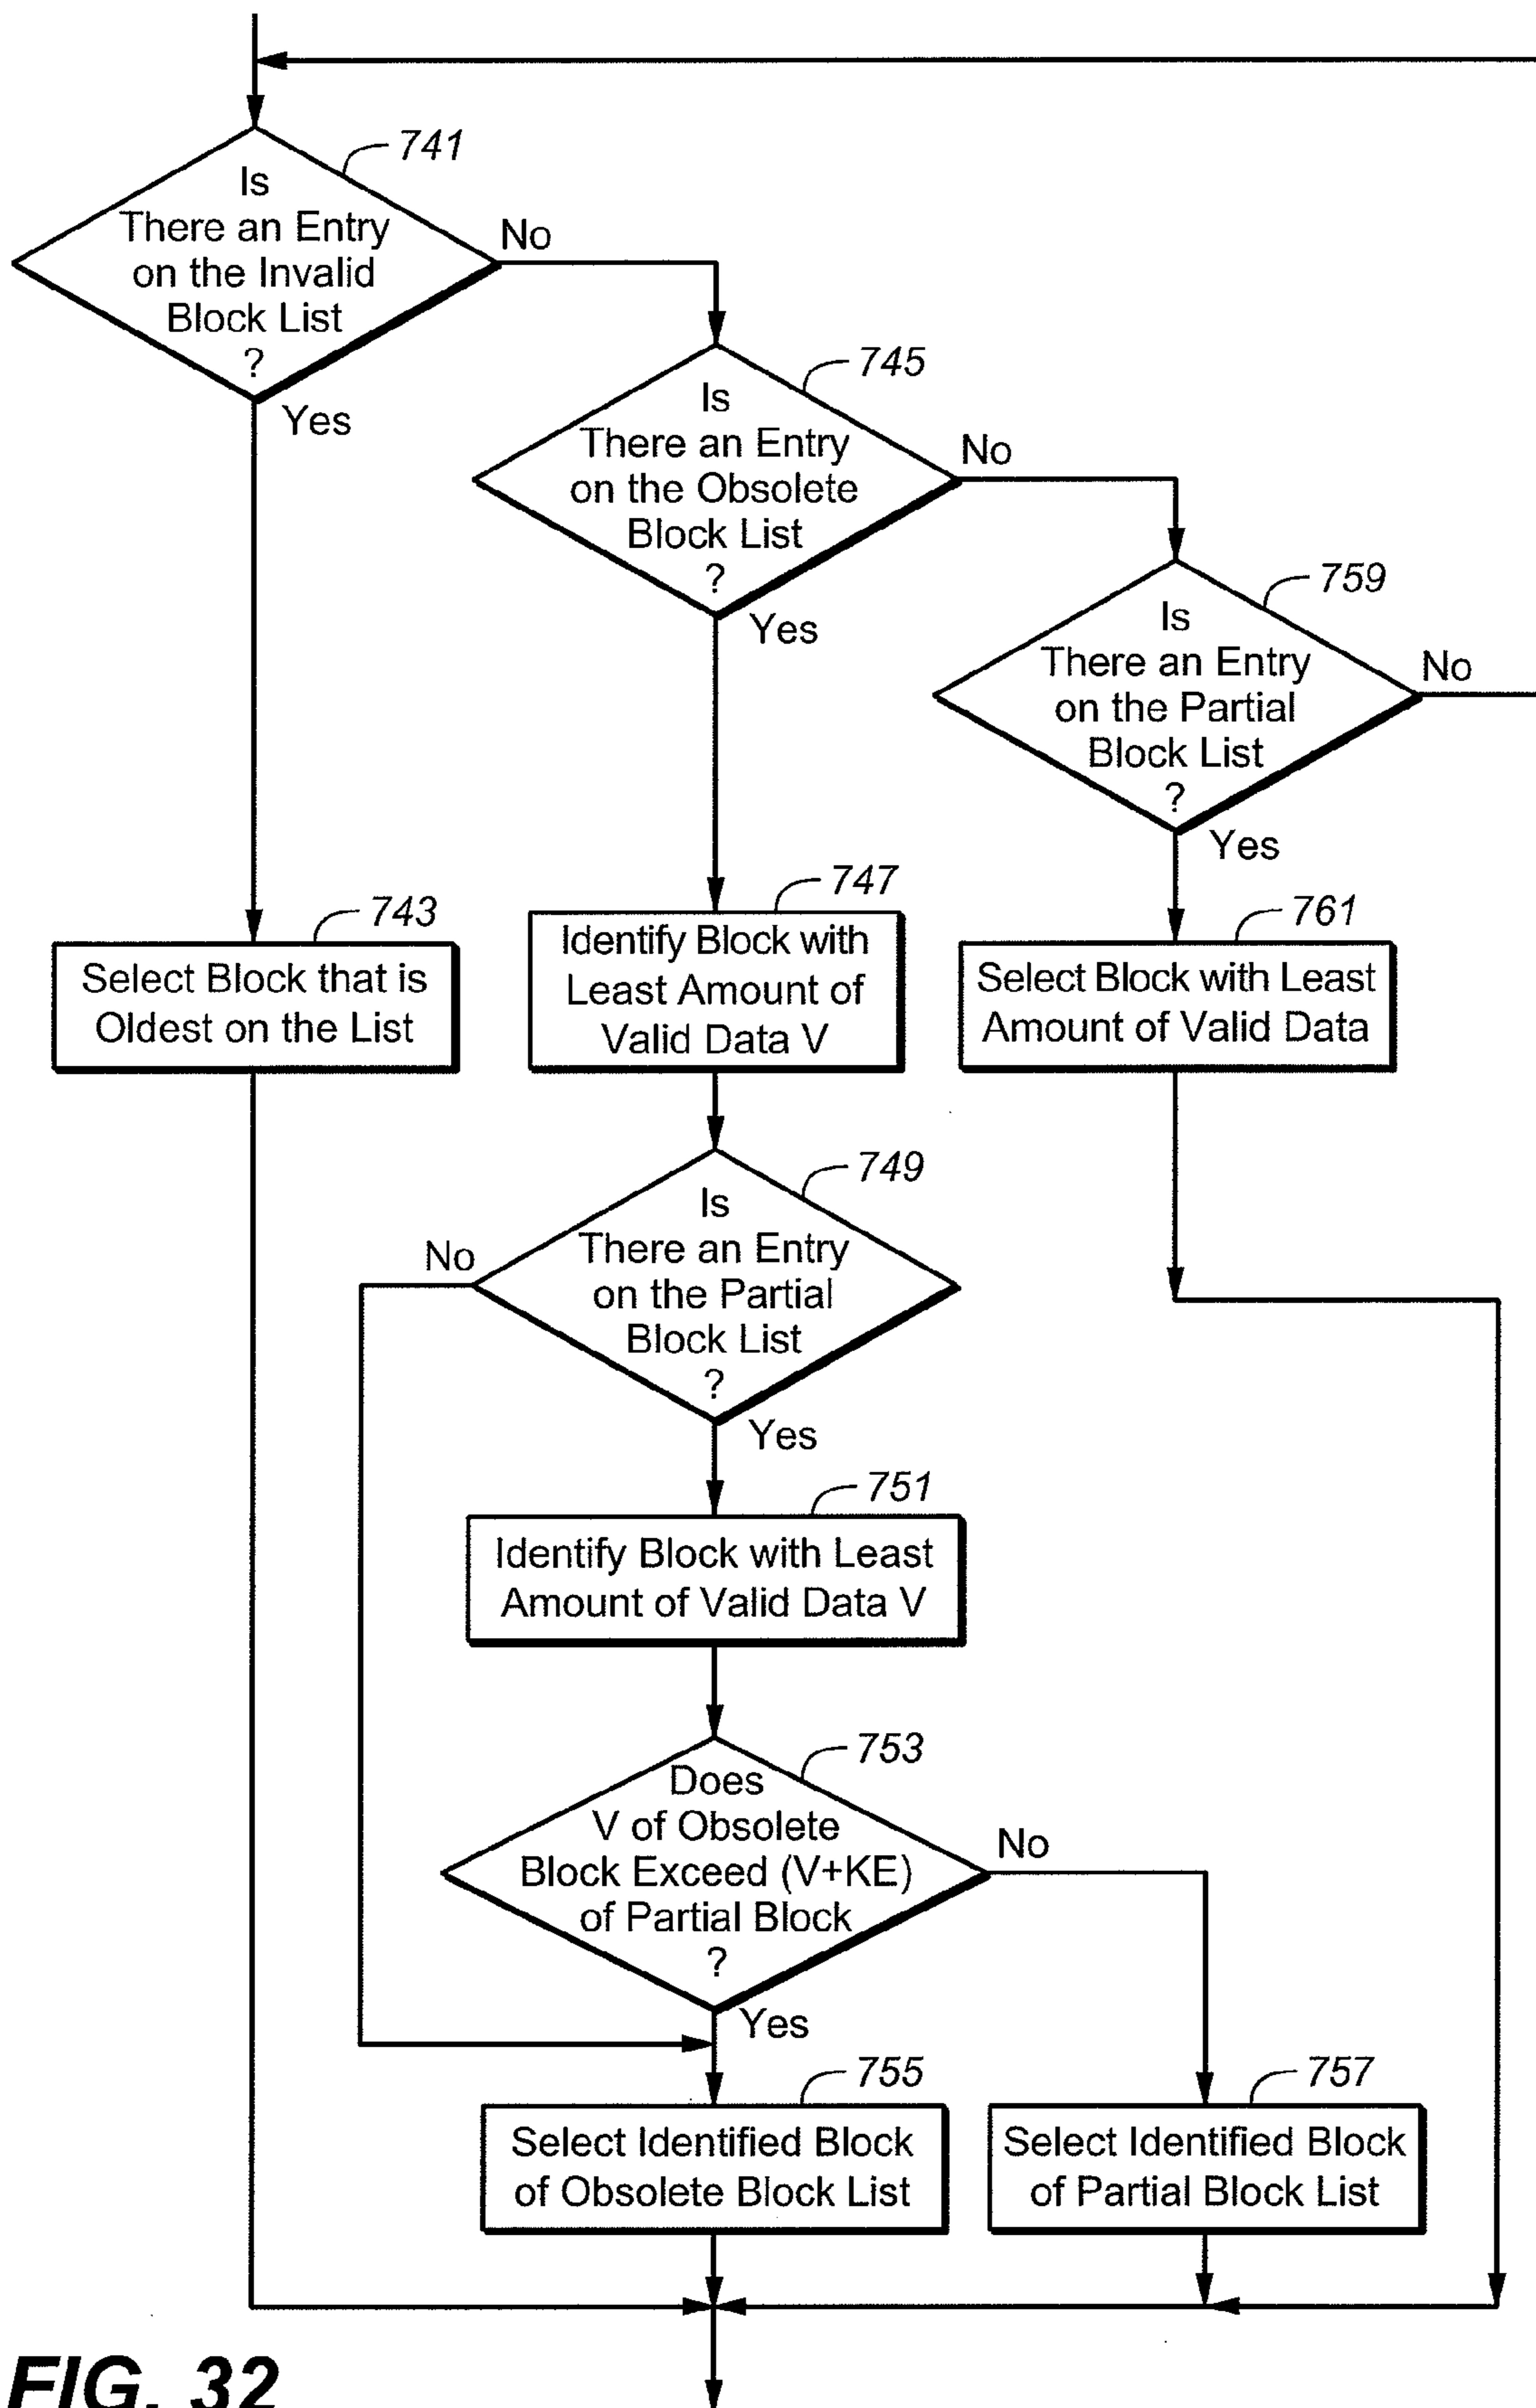 741
Is
There an Entry
on the Invalid
Block List
?
No
Yes
745
Is
There an Entry
on the Obsolete
Block List
?
No
Yes
759
Is
There an Entry
on the Partial
Block List
?
No
Yes
743
Select Block that is
Oldest on the List
747
Identify Block with
Least Amount of
Valid Data V
761
Select Block with Least
Amount of Valid Data
749
Is
There an Entry
on the Partial
Block List
?
No
Yes
751
Identify Block with Least
Amount of Valid Data V
753
Does
V of Obsolete
Block Exceed (V+KE)
of Partial Block
?
No
Yes
755
Select Identified Block
of Obsolete Block List
757
Select Identified Block
of Partial Block List
FIG. 32